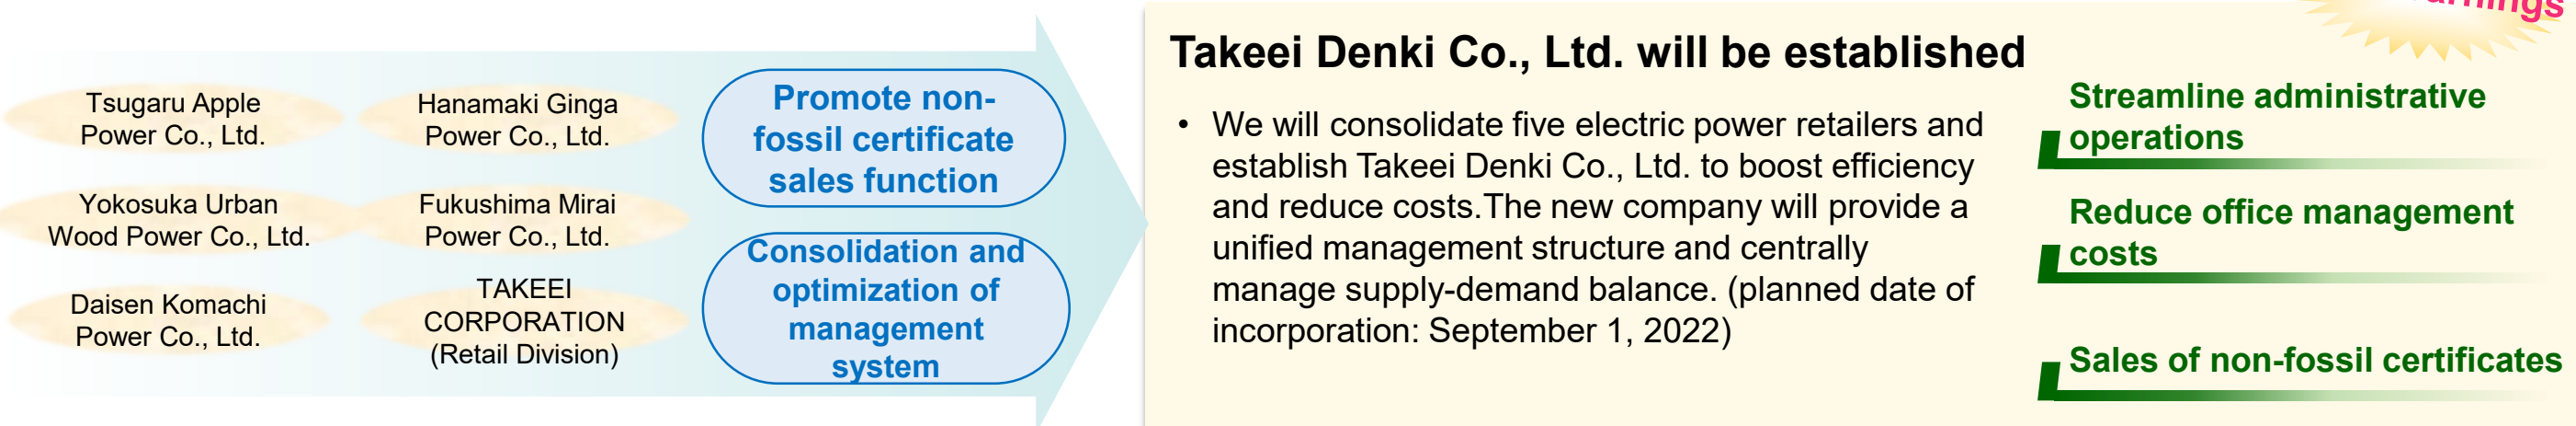 Tsugaru Apple
Power Co., Ltd.
Hanamaki Ginga
Power Co., Ltd.
Yokosuka Urban
Wood Power Co., Ltd.
Fukushima Mirai
Power Co., Ltd.
Daisen Komachi
Power Co., Ltd.
TAKEEI
CORPORATION
(Retail Division)
Promote non-
fossil certificate
sales function
Consolidation and
optimization of
management
system
Takeei Denki Co., Ltd. will be established
• We will consolidate five electric power retailers and
establish Takeei Denki Co., Ltd. to boost efficiency
and reduce costs.The new company will provide a
unified management structure and centrally
manage supply-demand balance. (planned date of
incorporation: September 1, 2022)
Streamline administrative
operations
Reduce office management
costs
Sales of non-fossil certificates